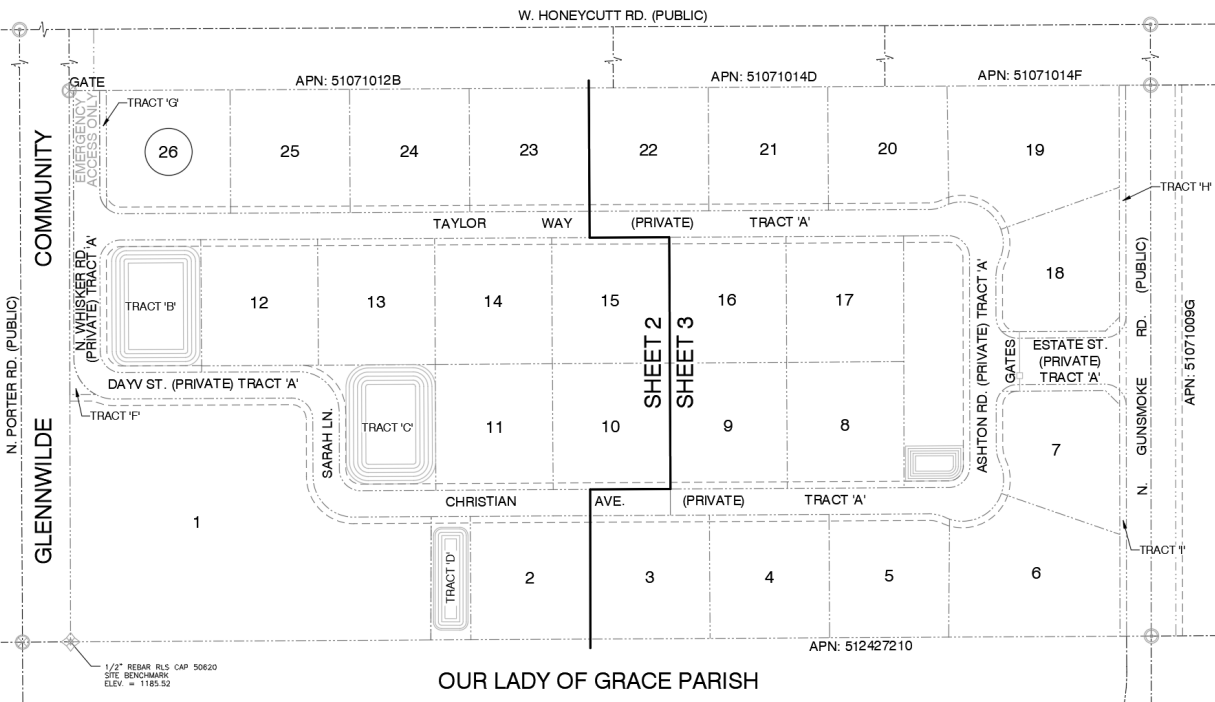 W. HONEYCUTT RD. (PUBLIC)
GATE
APN: 51071012B
APN: 51071014D
APN: 51071014F
TRACT 'G'
EMERGENCY
ACCESS ONLY
26
25
24
23
22
21
20
19
COMMUNITY
TRACT 'H'
TAYLOR WAY (PRIVATE) TRACT 'A'
N. WHISKER RD.
(PRIVATE) TRACT 'A'
TRACT 'B'
12
13
14
15
16
17
18
SHEET 2
SHEET 3
ASHTON RD. (PRIVATE) TRACT 'A'
GATES
ESTATE ST.
(PRIVATE)
TRACT 'A'
N. GUNSMOKE RD. (PUBLIC)
APN: 51071009G
N. PORTER RD. (PUBLIC)
DAYV ST. (PRIVATE) TRACT 'A'
TRACT 'F'
SARAH LN.
TRACT 'C'
11
10
9
8
7
GLENNWILDE
CHRISTIAN AVE. (PRIVATE) TRACT 'A'
1
TRACT 'D'
2
3
4
5
6
TRACT 'I'
APN: 512427210
1/2" REBAR RLS CAP 50620
SITE BENCHMARK
ELEV. = 1185.52
OUR LADY OF GRACE PARISH